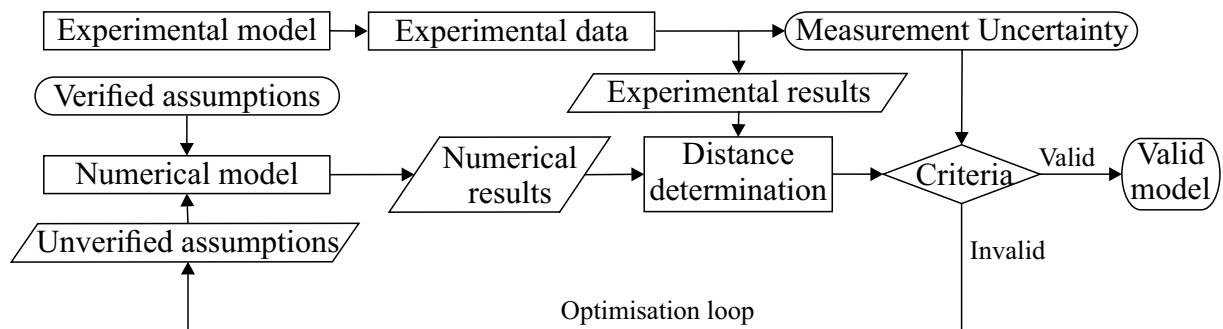 Experimental model
Experimental data
Measurement Uncertainty
Verified assumptions
Experimental results
Numerical model
Numerical
results
Distance
determination
Criteria
Valid
Valid
model
Unverified assumptions
Invalid
Optimisation loop